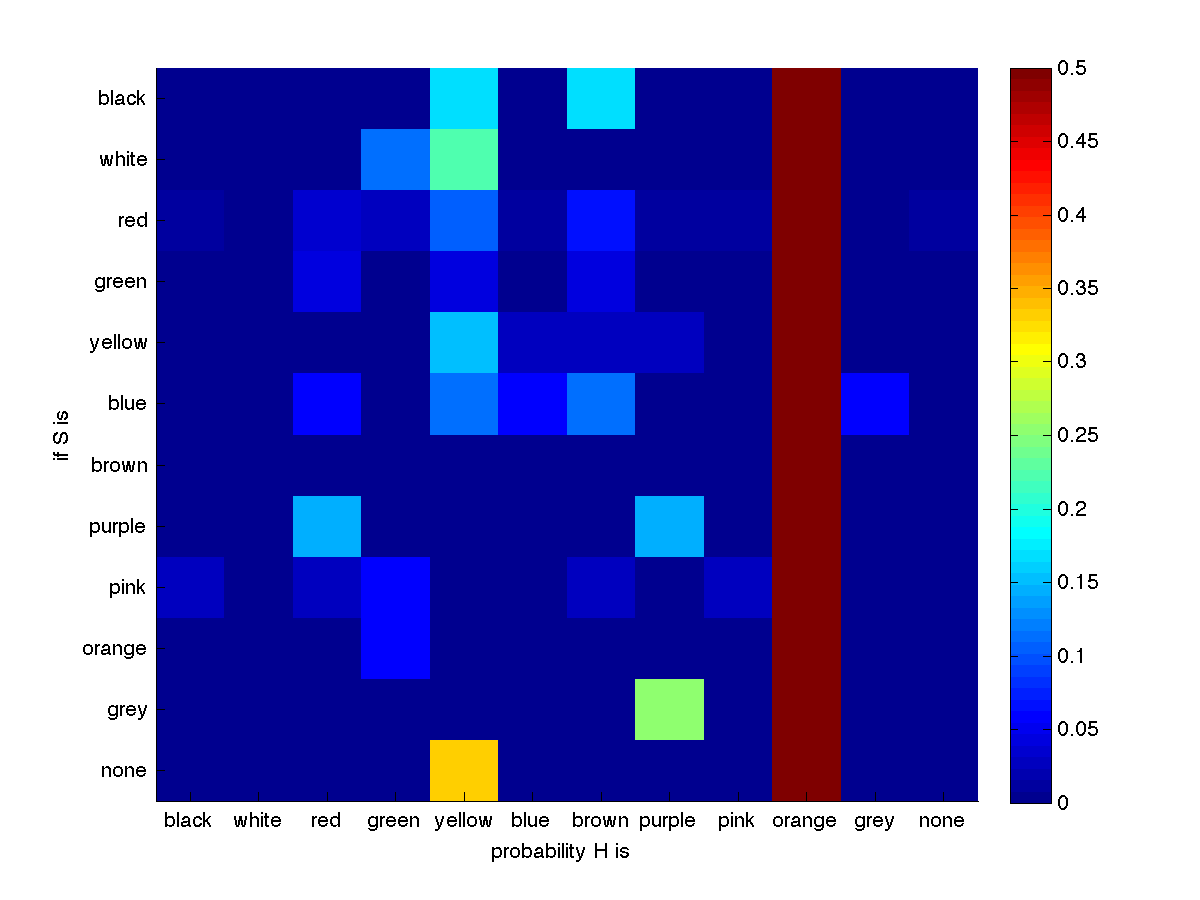 black
white
red
green
yellow
blue
brown
purple
pink
orange
grey
none
if S is
black white red green yellow blue brown purple pink orange grey none
probability H is
0.5
0.45
0.4
0.35
0.3
0.25
0.2
0.15
0.1
0.05
0